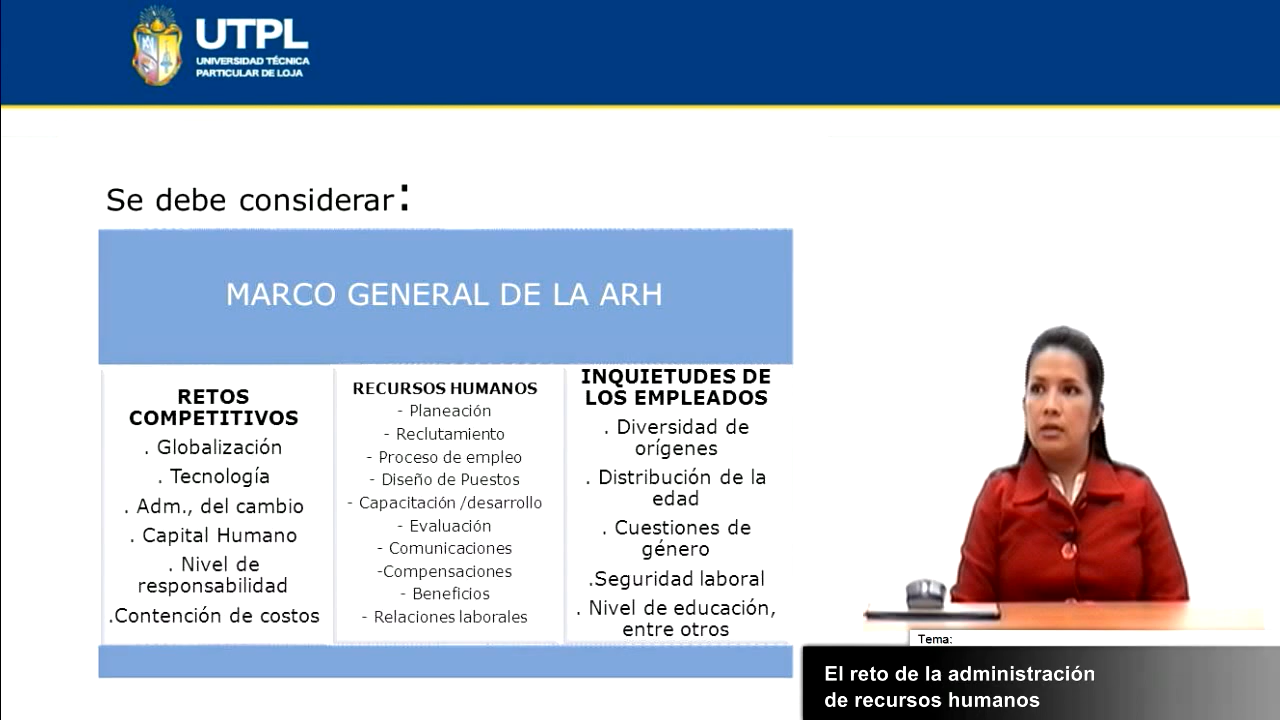 UTPL
UNIVERSIDAD TÉCNICA
PARTICULAR DE LOJA
Se debe considerar:
MARCO GENERAL DE LA ARH
RETOS
COMPETITIVOS
. Globalización
. Tecnología
. Adm., del cambio
. Capital Humano
. Nivel de
responsabilidad
.Contención de costos
RECURSOS HUMANOS
- Planeación
- Reclutamiento
- Proceso de empleo
- Diseño de Puestos
- Capacitación /desarrollo
- Evaluación
- Comunicaciones
-Compensaciones
- Beneficios
- Relaciones laborales
INQUIETUDES DE
LOS EMPLEADOS
. Diversidad de
orígenes
. Distribución de la
edad
. Cuestiones de
género
.Seguridad laboral
. Nivel de educación,
entre otros
Tema:
El reto de la administración
de recursos humanos